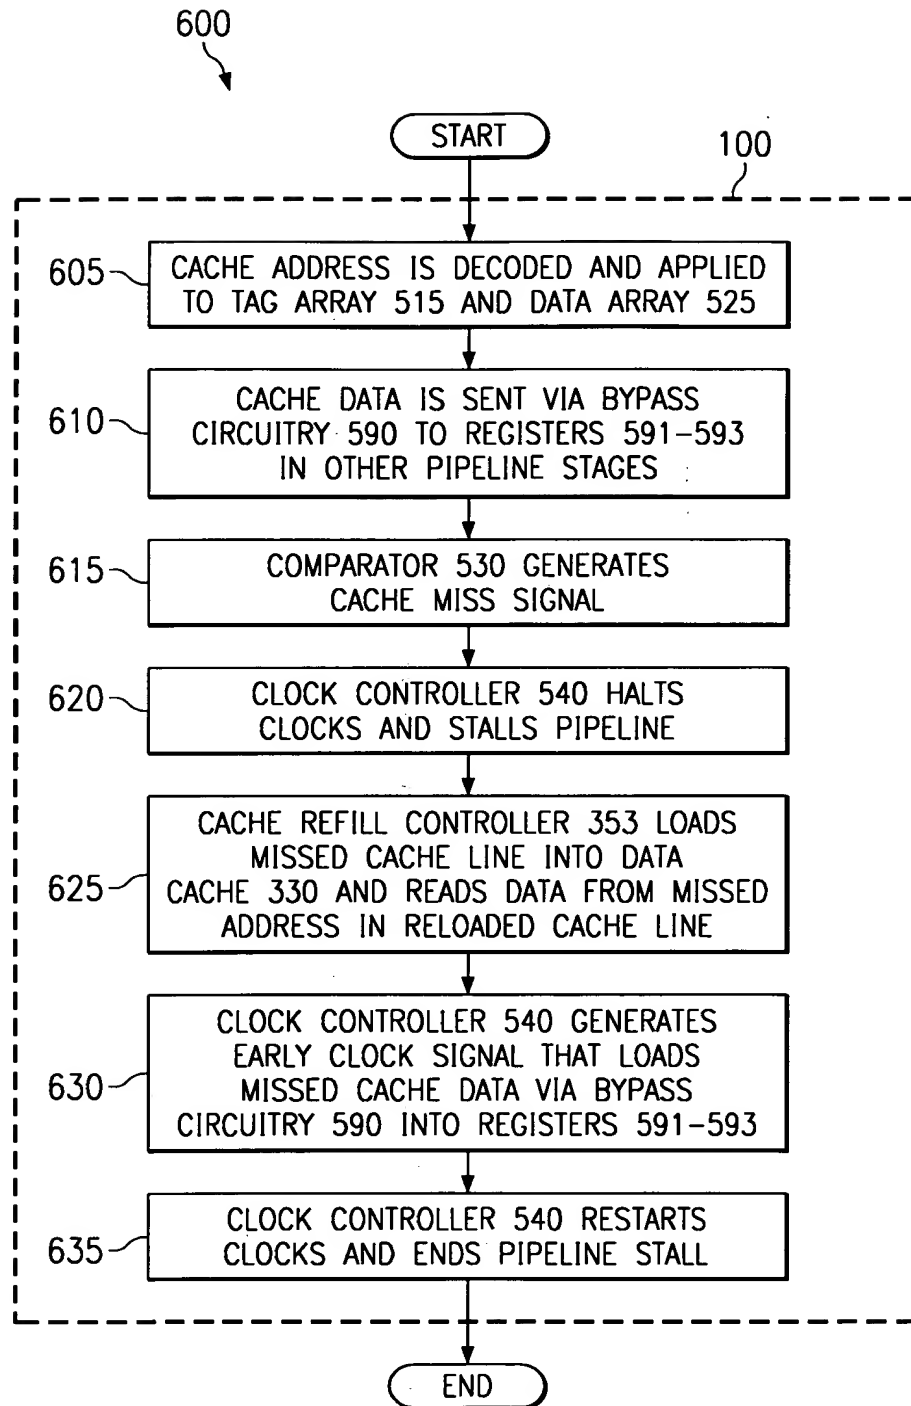 600
START
100
605
CACHE ADDRESS IS DECODED AND APPLIED
TO TAG ARRAY 515 AND DATA ARRAY 525
610
CACHE DATA IS SENT VIA BYPASS
CIRCUITRY 590 TO REGISTERS 591-593
IN OTHER PIPELINE STAGES
615
COMPARATOR 530 GENERATES
CACHE MISS SIGNAL
620
CLOCK CONTROLLER 540 HALTS
CLOCKS AND STALLS PIPELINE
625
CACHE REFILL CONTROLLER 353 LOADS
MISSED CACHE LINE INTO DATA
CACHE 330 AND READS DATA FROM MISSED
ADDRESS IN RELOADED CACHE LINE
630
CLOCK CONTROLLER 540 GENERATES
EARLY CLOCK SIGNAL THAT LOADS
MISSED CACHE DATA VIA BYPASS
CIRCUITRY 590 INTO REGISTERS 591-593
635
CLOCK CONTROLLER 540 RESTARTS
CLOCKS AND ENDS PIPELINE STALL
END